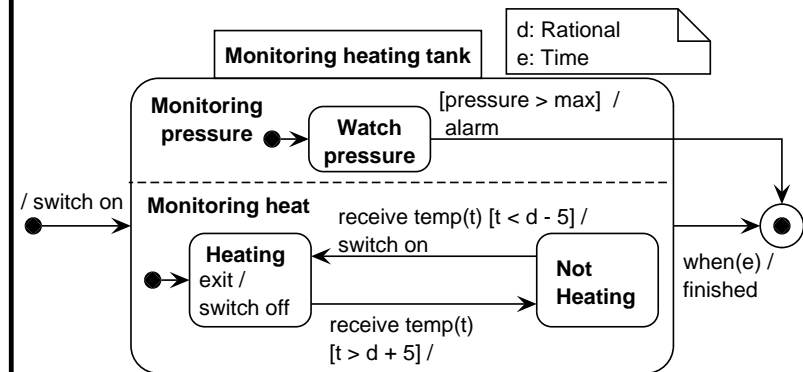 d: Rational
e: Time
Monitoring heating tank
Monitoring
pressure
Watch
pressure
[pressure > max] /
alarm
/ switch on
Monitoring heat
receive temp(t) [t < d - 5] /
switch on
Heating
exit /
switch off
Not
Heating
when(e) /
finished
receive temp(t)
[t > d + 5] /